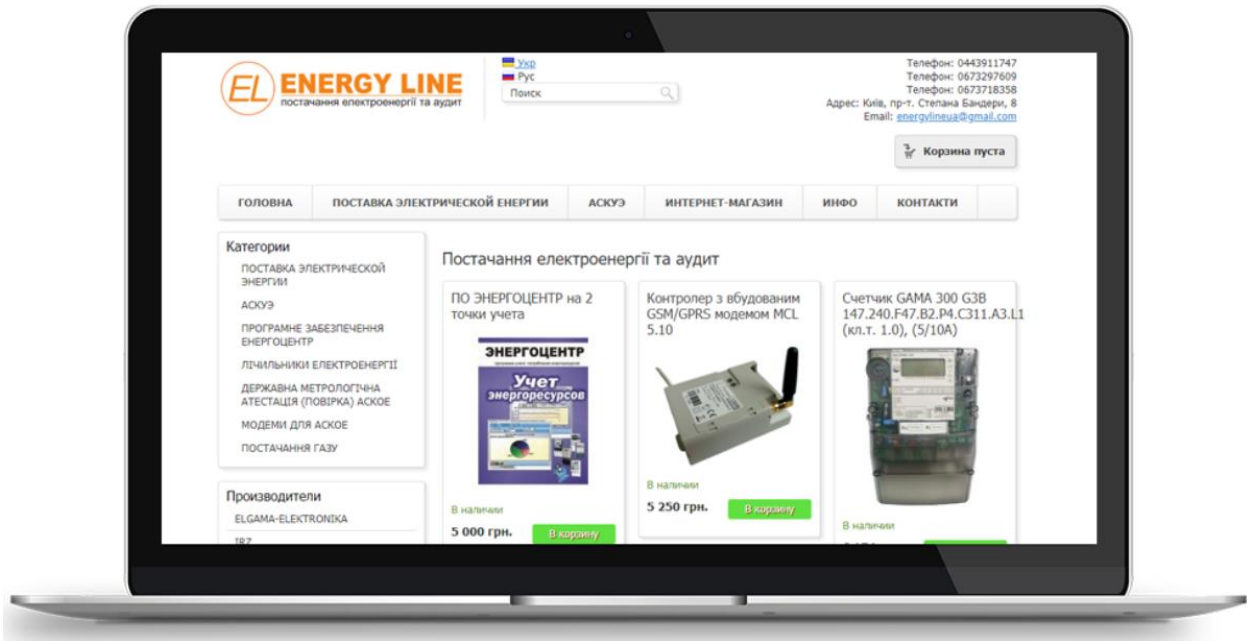 EL ENERGY LINE
постачання електроенергії та аудит
Укр
Рус
Поиск
Телефон: 0443911747
Телефон: 0673297609
Телефон: 0673718358
Адрес: Київ, пр-т. Степана Бандери, 8
Email: energylineua@gmail.com
Корзина пуста
ГОЛОВНА
ПОСТАВКА ЭЛЕКТРИЧЕСКОЙ ЕНЕРГИИ
АСКУЭ
ИНТЕРНЕТ-МАГАЗИН
ИНФО
КОНТАКТИ
Категории
ПОСТАВКА ЭЛЕКТРИЧЕСКОЙ
ЭНЕРГИИ
АСКУЭ
ПРОГРАМНЕ ЗАБЕЗПЕЧЕННЯ
ЕНЕРГОЦЕНТР
ЛІЧИЛЬНИКИ ЕЛЕКТРОЕНЕРГІЇ
ДЕРЖАВНА МЕТРОЛОГІЧНА
АТЕСТАЦІЯ (ПОВІРКА) АСКОЕ
МОДЕМИ ДЛЯ АСКОЕ
ПОСТАЧАННЯ ГАЗУ
Производители
ELGAMA-ELEKTRONIKA
IRZ
Постачання електроенергії та аудит
ПО ЭНЕРГОЦЕНТР на 2
точки учета
ЭНЕРГОЦЕНТР
Учет
энергоресурсов
В наличии
5 000 грн.
В корзину
Контролер з вбудованим
GSM/GPRS модемом MCL
5.10
В наличии
5 250 грн.
В корзину
Счетчик GAMA 300 G3B
147.240.F47.B2.P4.C311.A3.L1
(кл.т. 1.0), (5/10А)
В наличии